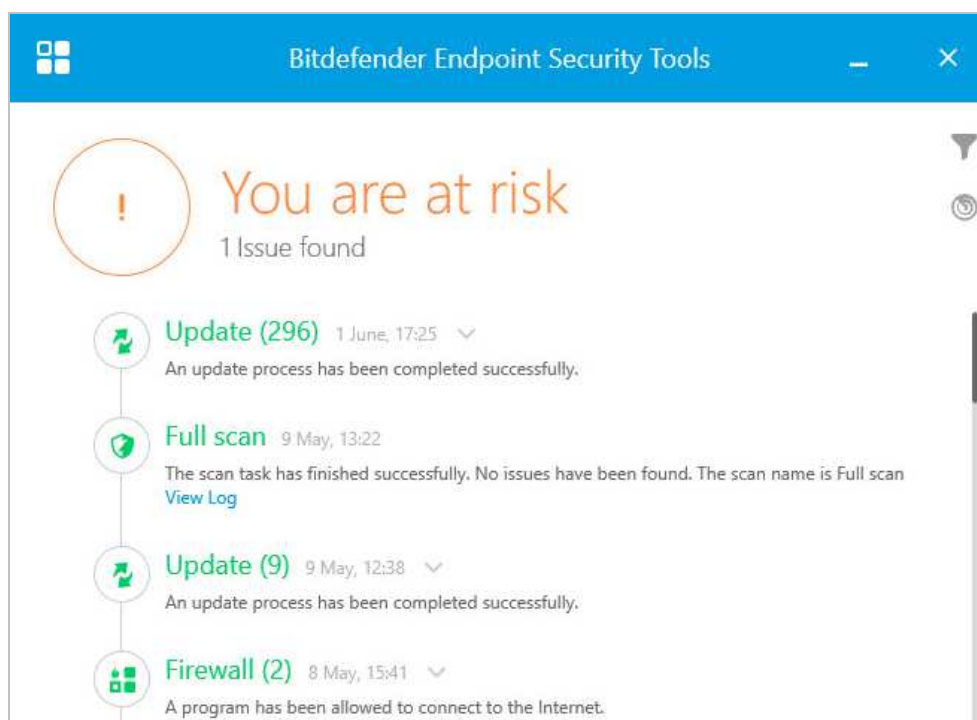 Bitdefender Endpoint Security Tools
!
You are at risk
1 Issue found
Update (296) 1 June, 17:25
An update process has been completed successfully.
Full scan 9 May, 13:22
The scan task has finished successfully. No issues have been found. The scan name is Full scan
View Log
Update (9) 9 May, 12:38
An update process has been completed successfully.
Firewall (2) 8 May, 15:41
A program has been allowed to connect to the Internet.